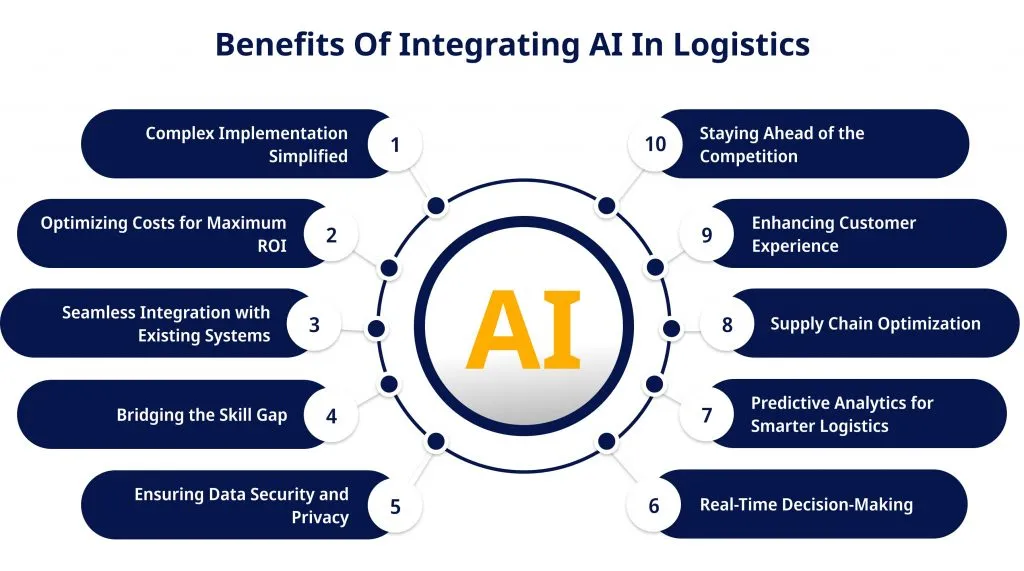 Benefits Of Integrating AI In Logistics
Complex Implementation
Simplified
1
Optimizing Costs for Maximum
ROI
2
Seamless Integration with
Existing Systems
3
Bridging the Skill Gap
4
Ensuring Data Security and
Privacy
5
AI
10
Staying Ahead of the
Competition
9
Enhancing Customer
Experience
8
Supply Chain Optimization
7
Predictive Analytics for
Smarter Logistics
6
Real-Time Decision-Making